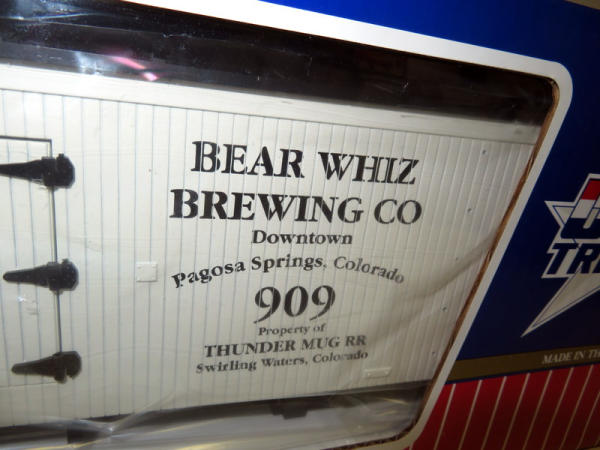 BEAR WHIZ
BREWING CO
Downtown
Pagosa Springs, Colorado
909
Property of
THUNDER MUG RR
Swirling Waters, Colorado
MADE IN